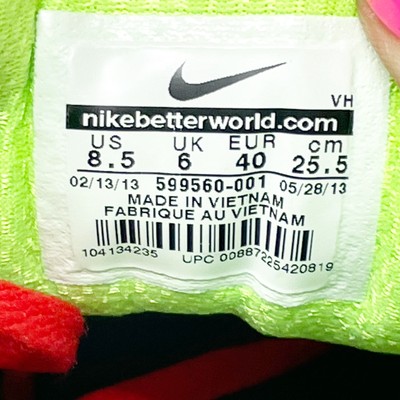 VH
nikebetterworld.com
US UK EUR cm
8.5 6 40 25.5
02/13/13 599560-001 05/28/13
MADE IN VIETNAM
FABRIQUE AU VIETNAM
104134235 UPC 00887225420819